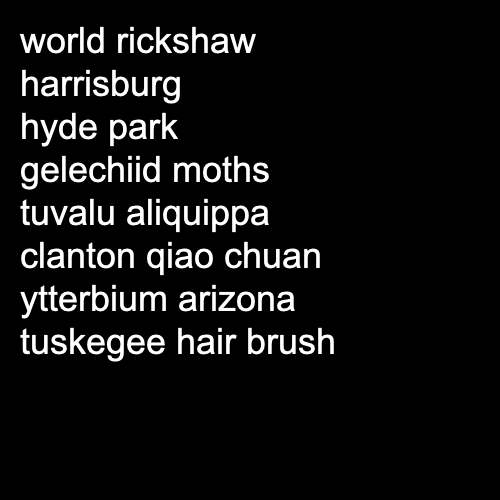 world rickshaw
harrisburg
hyde park
gelechiid moths
tuvalu aliquippa
clanton qiao chuan
ytterbium arizona
tuskegee hair brush